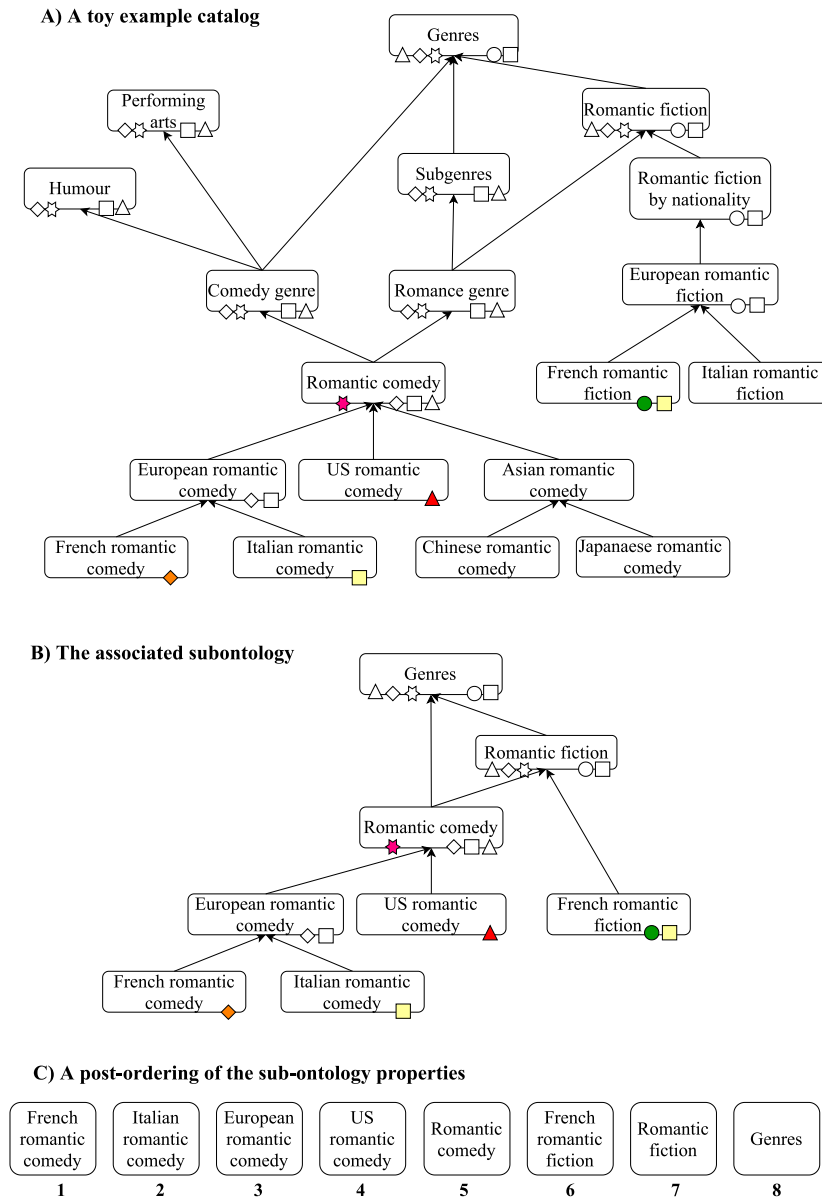 A) A toy example catalog
Genres
Performing
arts
Romantic fiction
Humour
Subgenres
Romantic fiction
by nationality
Comedy genre
Romance genre
European romantic
fiction
Romantic comedy
French romantic
fiction
Italian romantic
fiction
European romantic
comedy
US romantic
comedy
Asian romantic
comedy
French romantic
comedy
Italian romantic
comedy
Chinese romantic
comedy
Japanaese romantic
comedy
B) The associated subontology
Genres
Romantic fiction
Romantic comedy
European romantic
comedy
US romantic
comedy
French romantic
fiction
French romantic
comedy
Italian romantic
comedy
C) A post-ordering of the sub-ontology properties
French
romantic
comedy
Italian
romantic
comedy
European
romantic
comedy
US
romantic
comedy
Romantic
comedy
French
romantic
fiction
Romantic
fiction
Genres
1 2 3 4 5 6 7 8